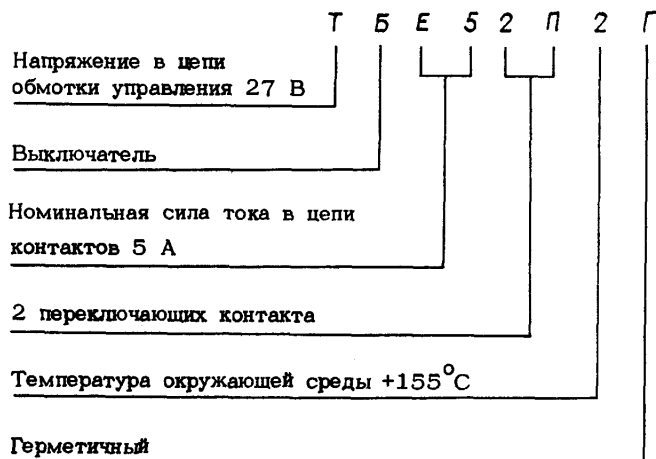 Т Б Е 5 2 П 2 Г
Напряжение в цепи
обмотки управления 27 В
Выключатель
Номинальная сила тока в цепи
контактов 5 А
2 переключающих контакта
Температура окружающей среды +155°С
Герметичный